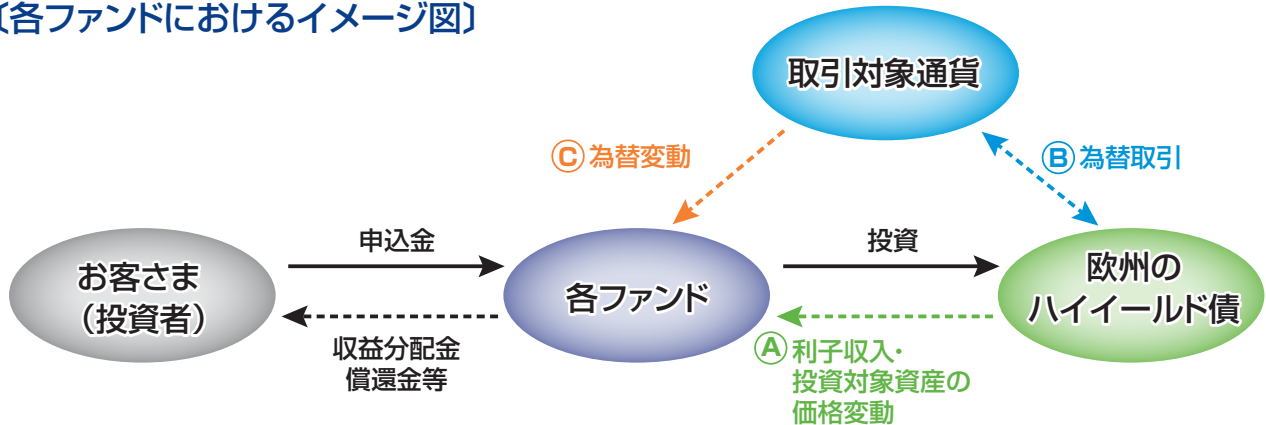 〔各ファンドにおけるイメージ図〕
取引対象通貨
Ⓒ為替変動
Ⓑ為替取引
申込金
投資
お客さま
（投資者）
各ファンド
欧州の
ハイイールド債
収益分配金
償還金等
Ⓐ利子収入・
投資対象資産の
価格変動